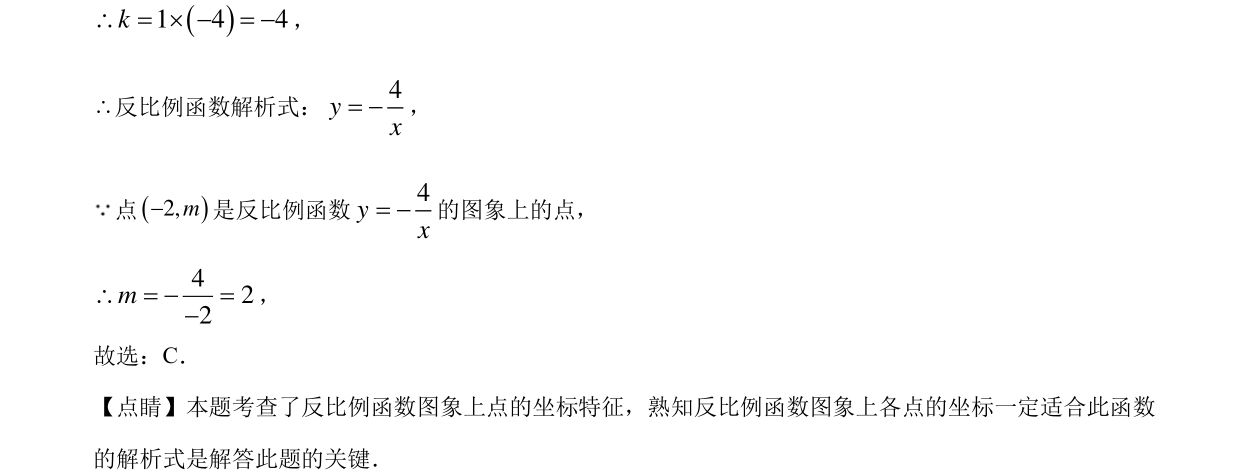 ∴k=1×(−4)=−4，
∴反比例函数解析式：y=−4/x，
∵点(−2,m)是反比例函数y=−4/x的图象上的点，
∴m=−4/−2=2，
故选：C．
【点睛】本题考查了反比例函数图象上点的坐标特征，熟知反比例函数图象上各点的坐标一定适合此函数
的解析式是解答此题的关键．